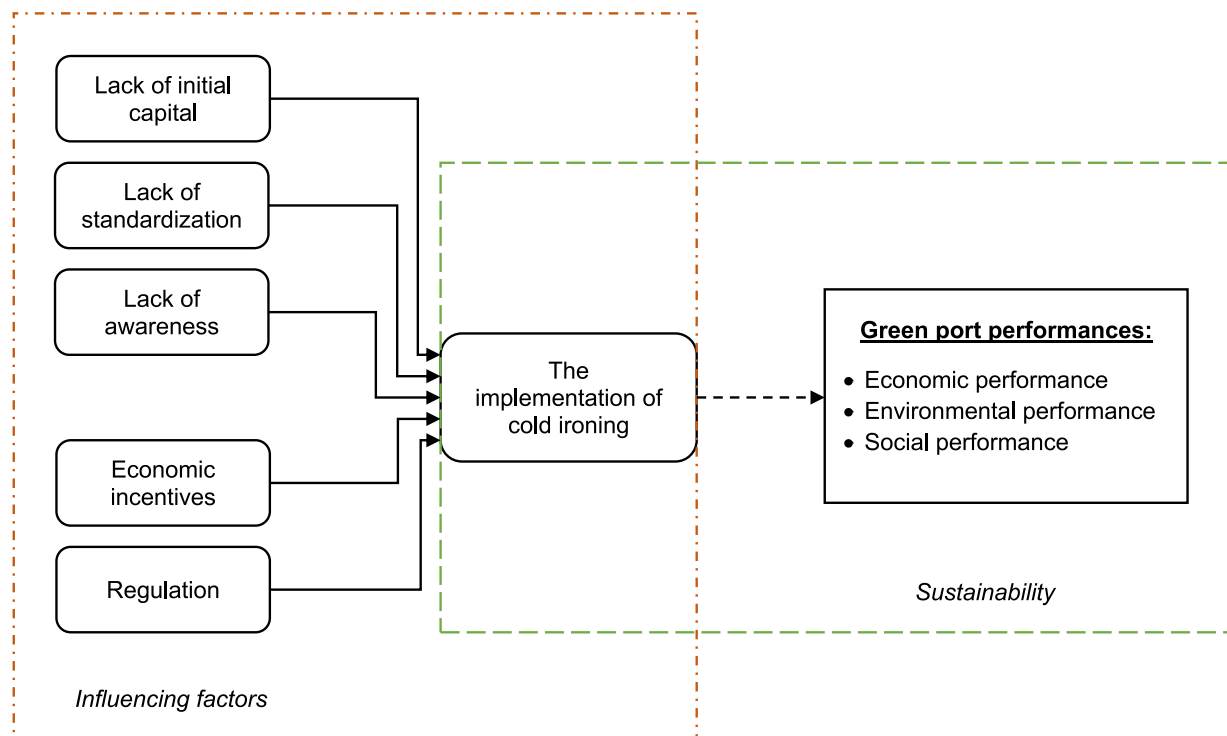 Lack of initial
capital
Lack of
standardization
Lack of
awareness
Economic
incentives
Regulation
Influencing factors
The
implementation of
cold ironing
Green port performances:
• Economic performance
• Environmental performance
• Social performance
Sustainability